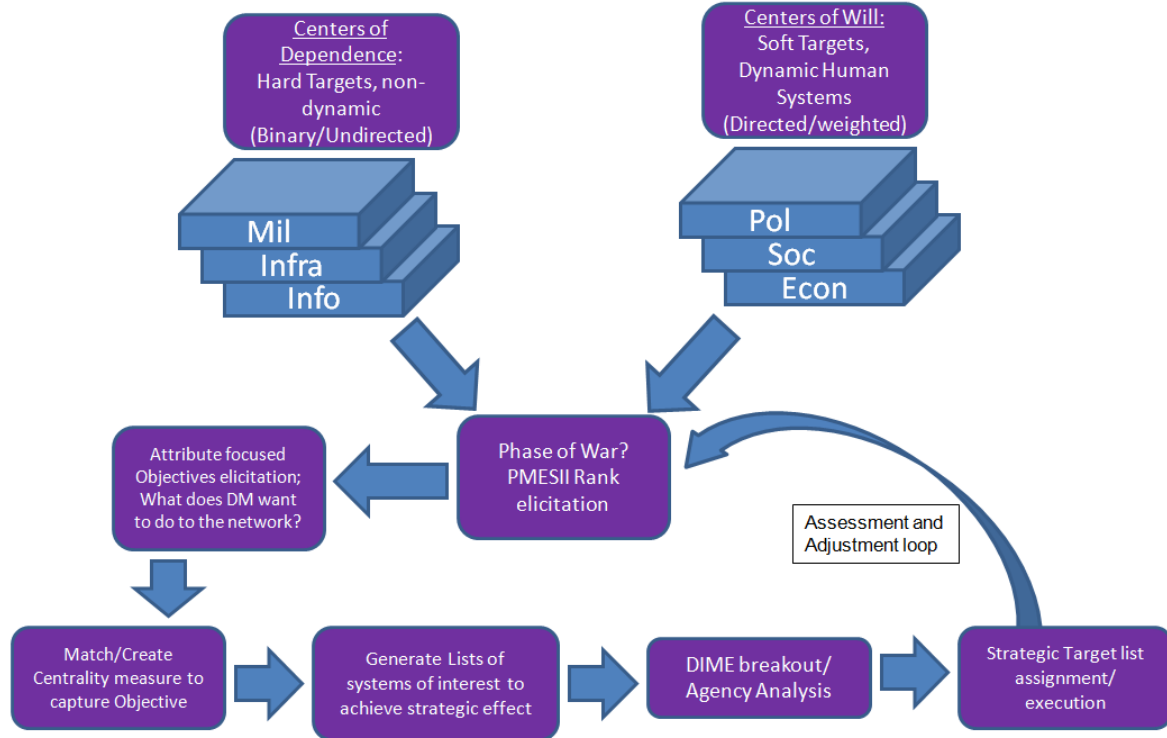 Centers of
Dependence:
Hard Targets, non-
dynamic
(Binary/Undirected)
Centers of Will:
Soft Targets,
Dynamic Human
Systems
(Directed/weighted)
Mil
Infra
Info
Pol
Soc
Econ
Phase of War?
PMESII Rank
elicitation
Attribute focused
Objectives elicitation;
What does DM want
to do to the network?
Assessment and
Adjustment loop
Match/Create
Centrality measure to
capture Objective
Generate Lists of
systems of interest to
achieve strategic effect
DIME breakout/
Agency Analysis
Strategic Target list
assignment/
execution